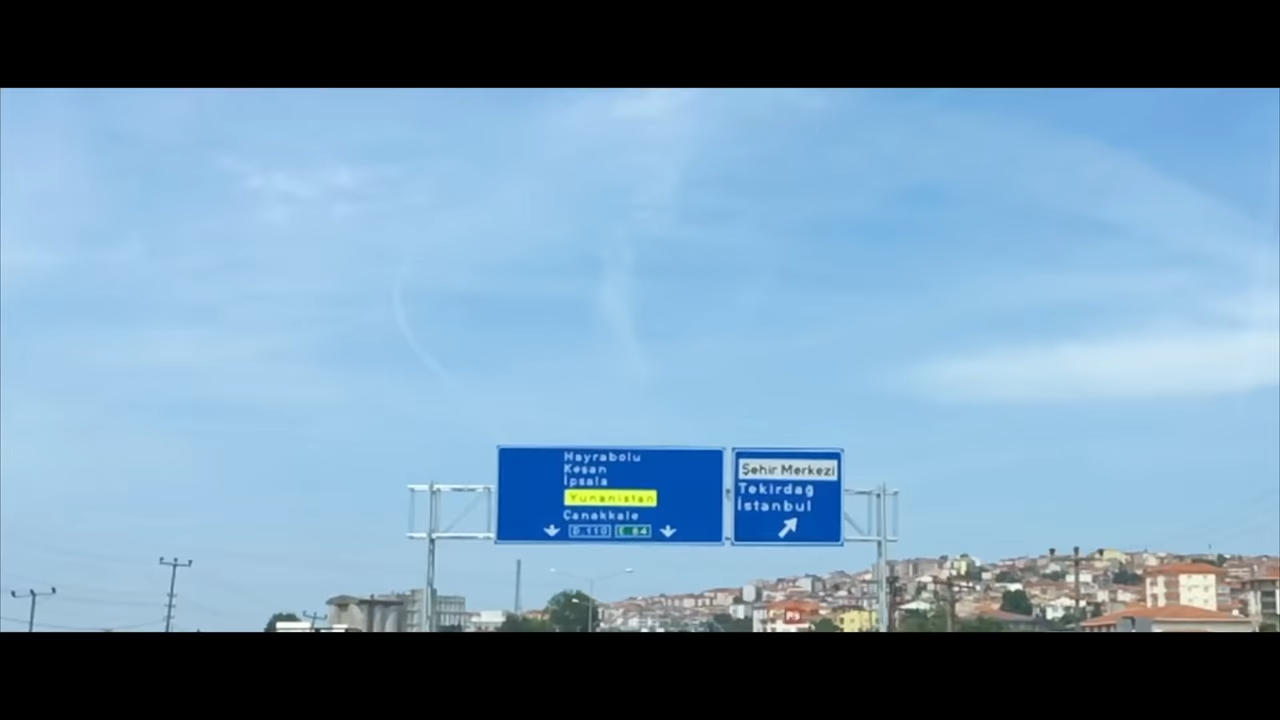 Hayrabolu
Keşan
İpsala
Yunanistan
Çanakkale
D.110 E 84
Şehir Merkezi
Tekirdağ
İstanbul